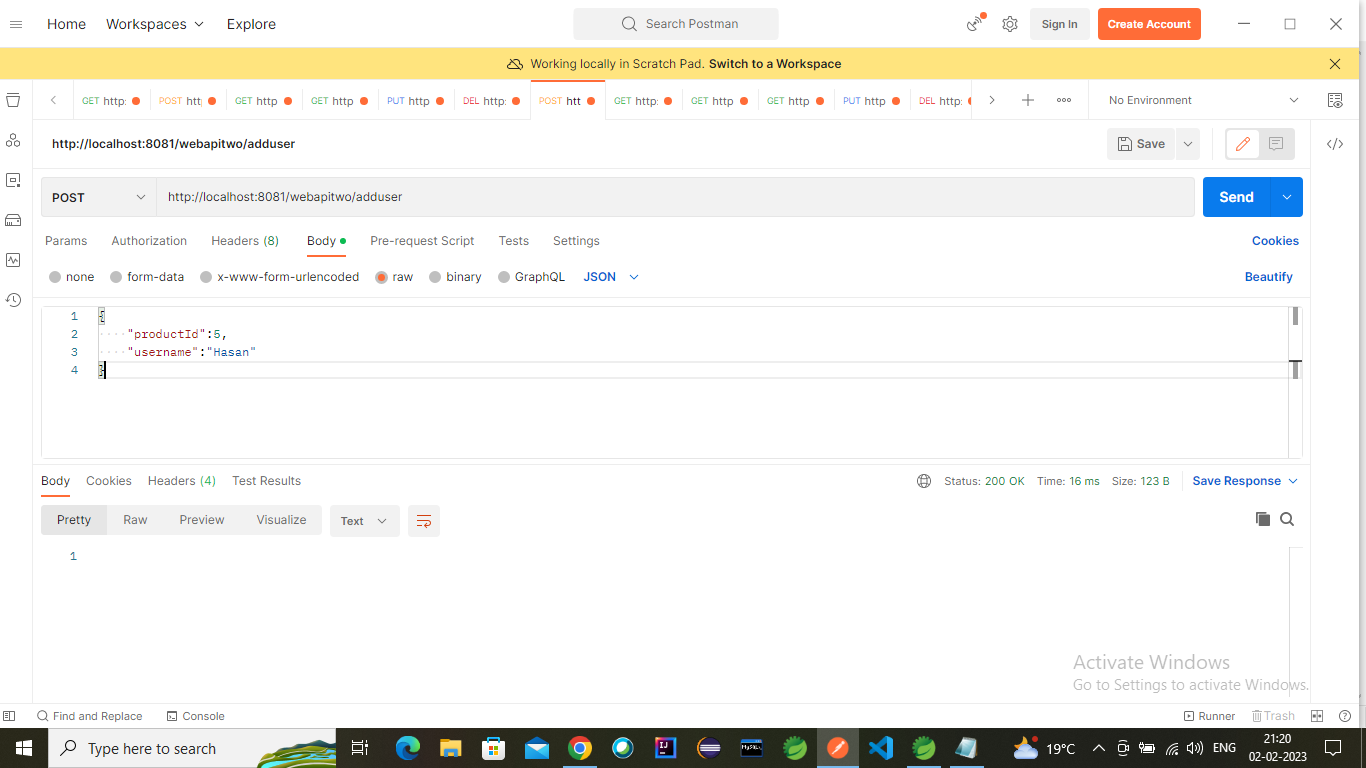 Home Workspaces Explore Search Postman Sign In Create Account
Working locally in Scratch Pad. Switch to a Workspace
GET http: POST htt GET http GET http PUT http DEL http: POST htt GET http: GET http GET http PUT http DEL http: No Environment
http://localhost:8081/webapitwo/adduser Save
POST http://localhost:8081/webapitwo/adduser Send
Params Authorization Headers (8) Body Pre-request Script Tests Settings Cookies
none form-data x-www-form-urlencoded raw binary GraphQL JSON Beautify
1 {
2 "productId":5,
3 "username":"Hasan"
4 }
Body Cookies Headers (4) Test Results Status: 200 OK Time: 16 ms Size: 123 B Save Response
Pretty Raw Preview Visualize Text
1
Activate Windows
Go to Settings to activate Windows.
Find and Replace Console Runner Trash
Type here to search 19°C ENG 21:20
02-02-2023